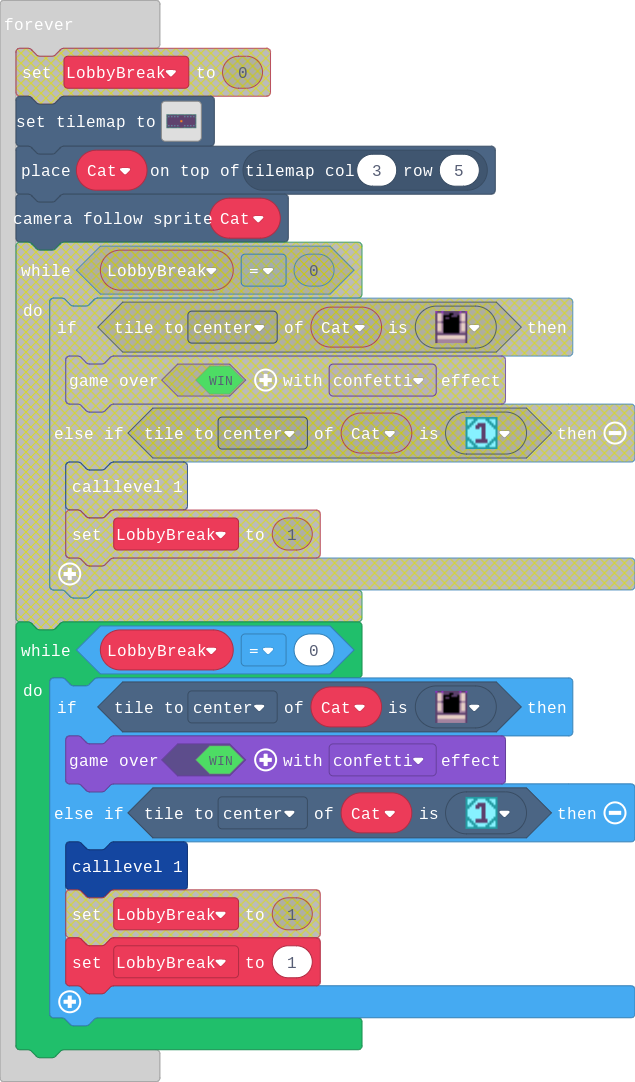 forever
set LobbyBreak to 0
set tilemap to
place Cat on top of tilemap col 3 row 5
camera follow sprite Cat
while LobbyBreak = 0
do
if tile to center of Cat is then
game over WIN with confetti effect
else if tile to center of Cat is 1 then
calllevel 1
set LobbyBreak to 1
while LobbyBreak = 0
do
if tile to center of Cat is then
game over WIN with confetti effect
else if tile to center of Cat is 1 then
calllevel 1
set LobbyBreak to 1
set LobbyBreak to 1